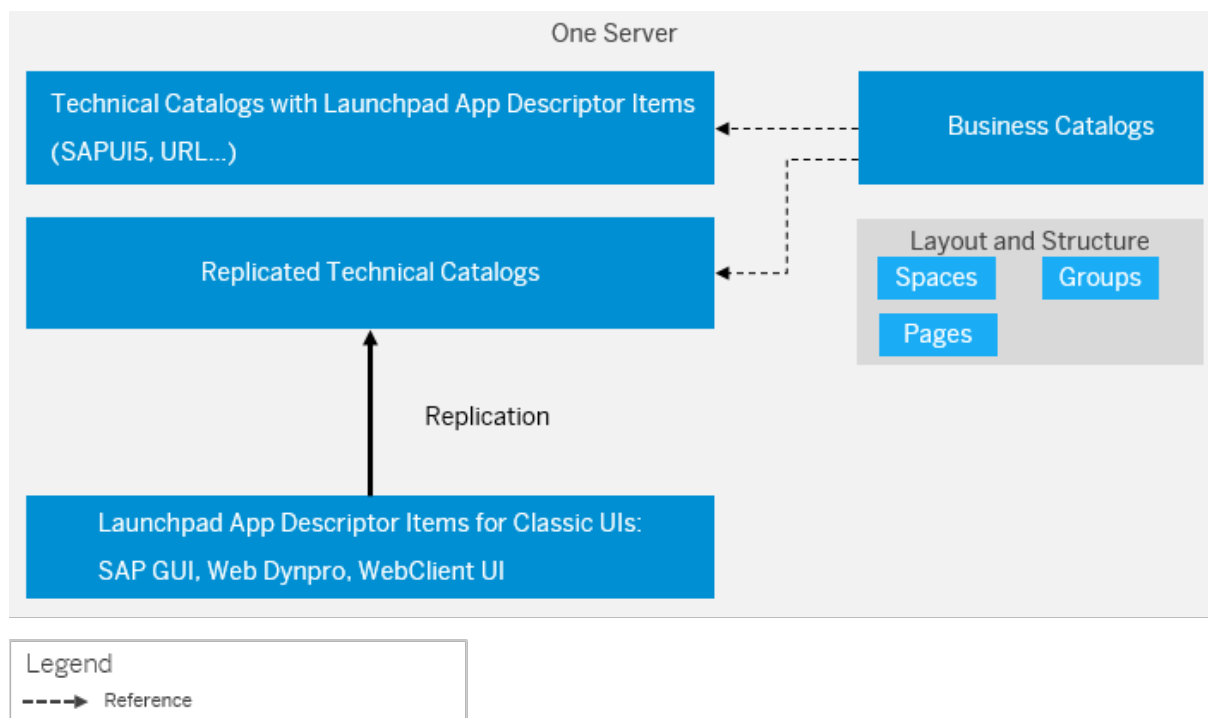 One Server
Technical Catalogs with Launchpad App Descriptor Items
(SAPUI5, URL...)
Business Catalogs
Replicated Technical Catalogs
Layout and Structure
Spaces
Groups
Pages
Replication
Launchpad App Descriptor Items for Classic UIs:
SAP GUI, Web Dynpro, WebClient UI
Legend
Reference